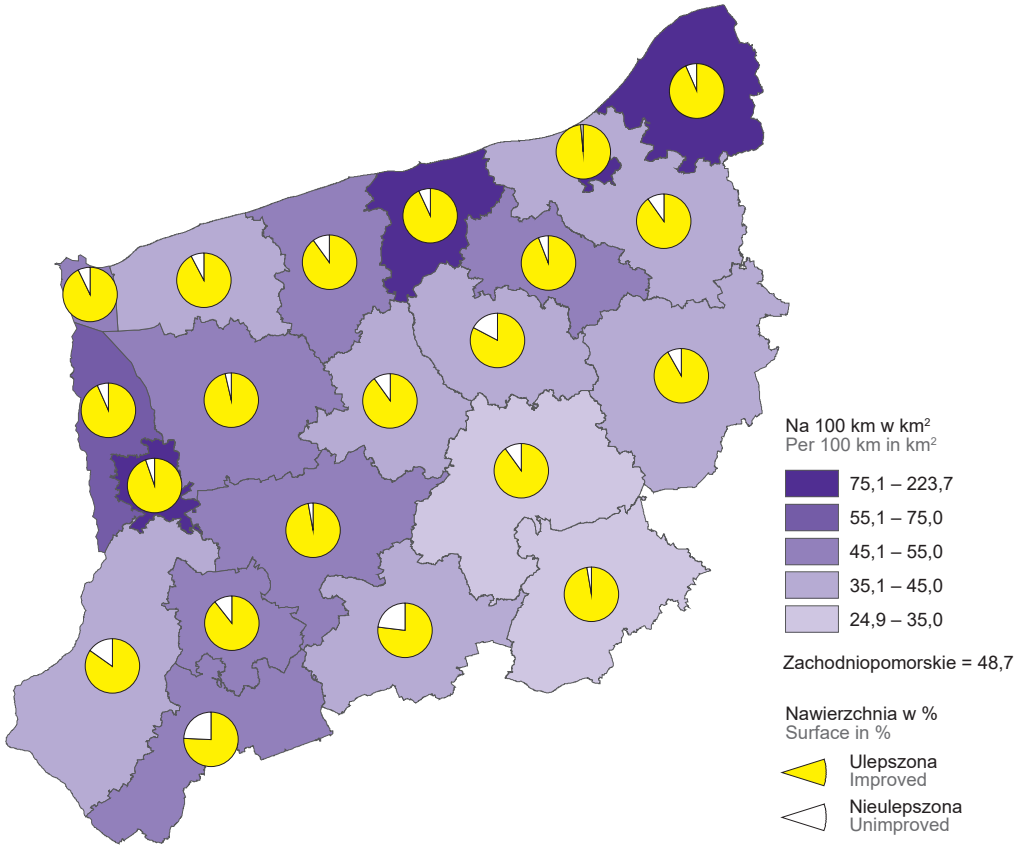 Na 100 km w km²
Per 100 km in km²
75,1 – 223,7
55,1 – 75,0
45,1 – 55,0
35,1 – 45,0
24,9 – 35,0
Zachodniopomorskie = 48,7
Nawierzchnia w %
Surface in %
Ulepszona
Improved
Nieulepszona
Unimproved